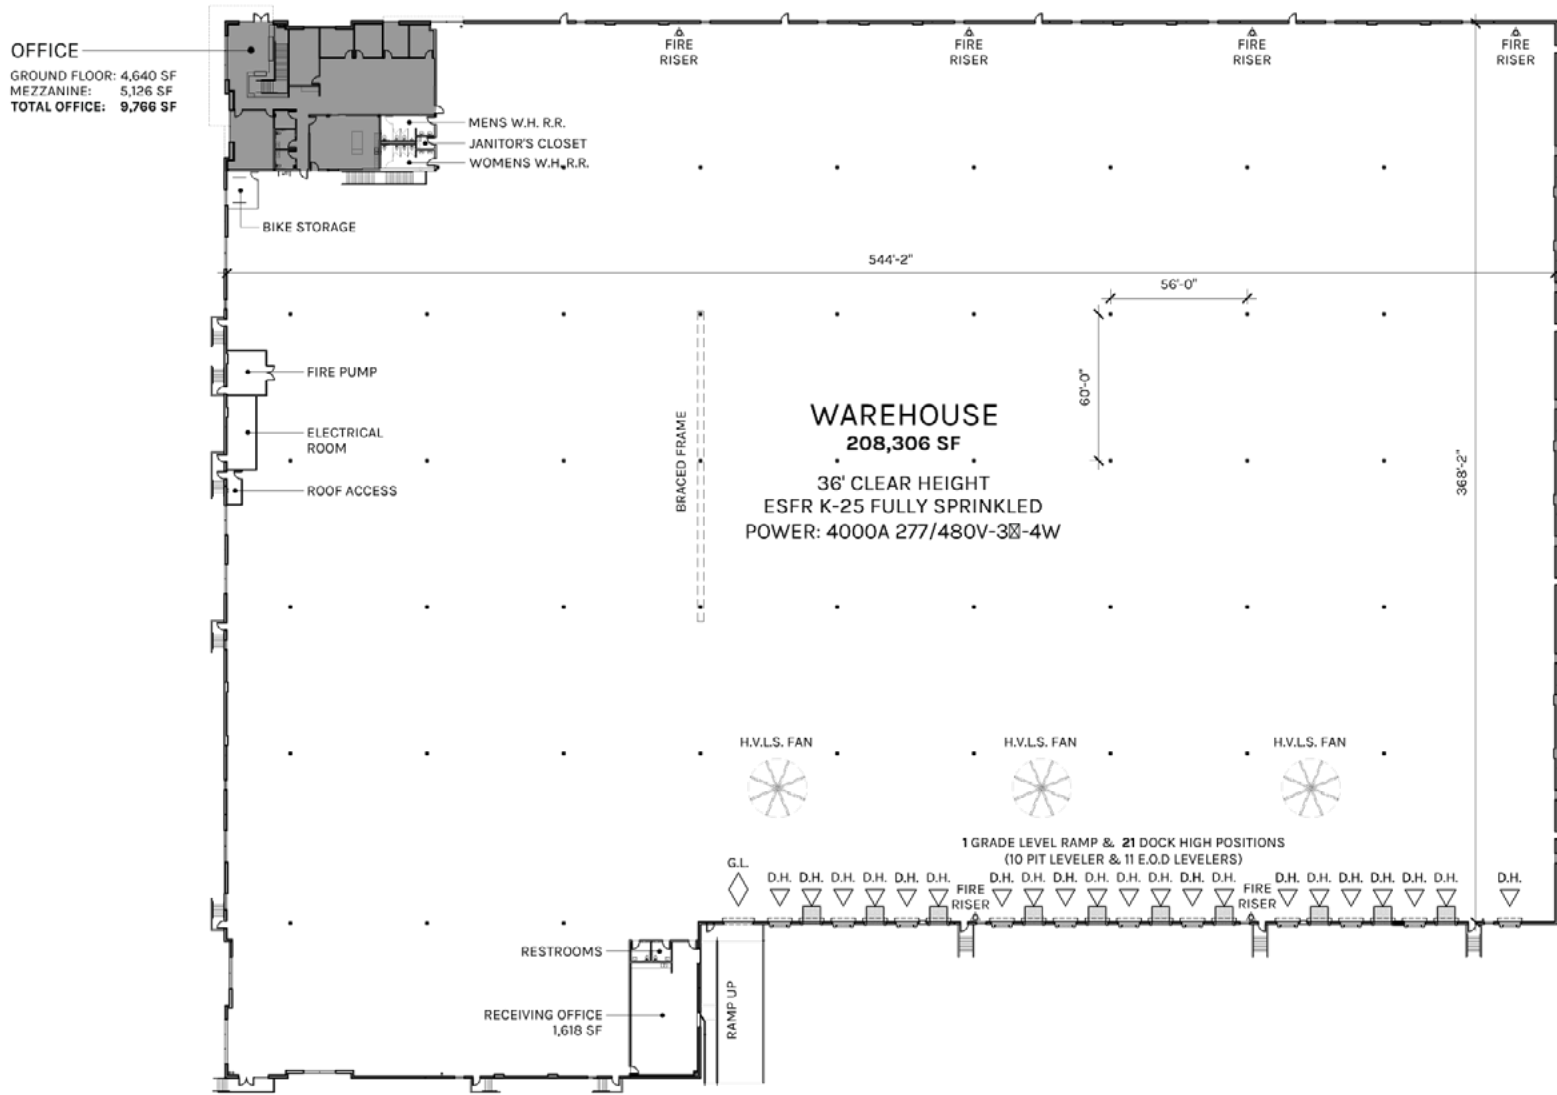 OFFICE
GROUND FLOOR: 4,640 SF
MEZZANINE: 5,126 SF
TOTAL OFFICE: 9,766 SF
FIRE
RISER
FIRE
RISER
FIRE
RISER
FIRE
RISER
MENS W.H. R.R.
JANITOR'S CLOSET
WOMENS W.H. R.R.
BIKE STORAGE
544'-2"
56'-0"
60'-0"
368'-2"
FIRE PUMP
ELECTRICAL
ROOM
ROOF ACCESS
BRACED FRAME
WAREHOUSE
208,306 SF
36' CLEAR HEIGHT
ESFR K-25 FULLY SPRINKLED
POWER: 4000A 277/480V-3☒-4W
H.V.L.S. FAN
H.V.L.S. FAN
H.V.L.S. FAN
1 GRADE LEVEL RAMP & 21 DOCK HIGH POSITIONS
(10 PIT LEVELER & 11 E.O.D LEVELERS)
G.L.
D.H. D.H. D.H. D.H. D.H. D.H.
FIRE
RISER
D.H. D.H. D.H. D.H. D.H. D.H. D.H. D.H.
FIRE
RISER
D.H. D.H. D.H. D.H. D.H. D.H. D.H.
RESTROOMS
RECEIVING OFFICE
1,618 SF
RAMP UP